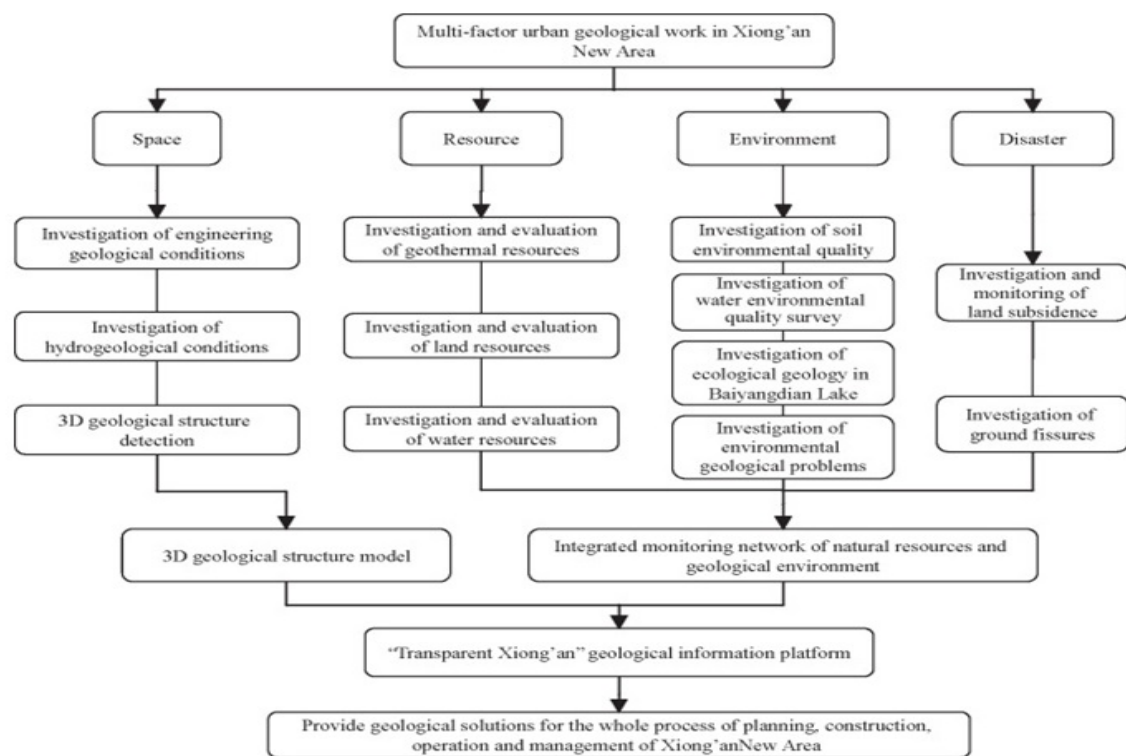 Multi-factor urban geological work in Xiong'an
New Area
Space
Resource
Environment
Disaster
Investigation of engineering
geological conditions
Investigation and evaluation
of geothermal resources
Investigation of soil
environmental quality
Investigation and
monitoring of
land subsidence
Investigation of
hydrogeological conditions
Investigation and evaluation
of land resources
Investigation of
water environmental
quality survey
Investigation of
ecological geology in
Baiyangdian Lake
3D geological structure
detection
Investigation and evaluation
of water resources
Investigation of
environmental
geological problems
Investigation of
ground fissures
3D geological structure model
Integrated monitoring network of natural resources and
geological environment
“Transparent Xiong'an” geological information platform
Provide geological solutions for the whole process of planning, construction,
operation and management of Xiong'anNew Area